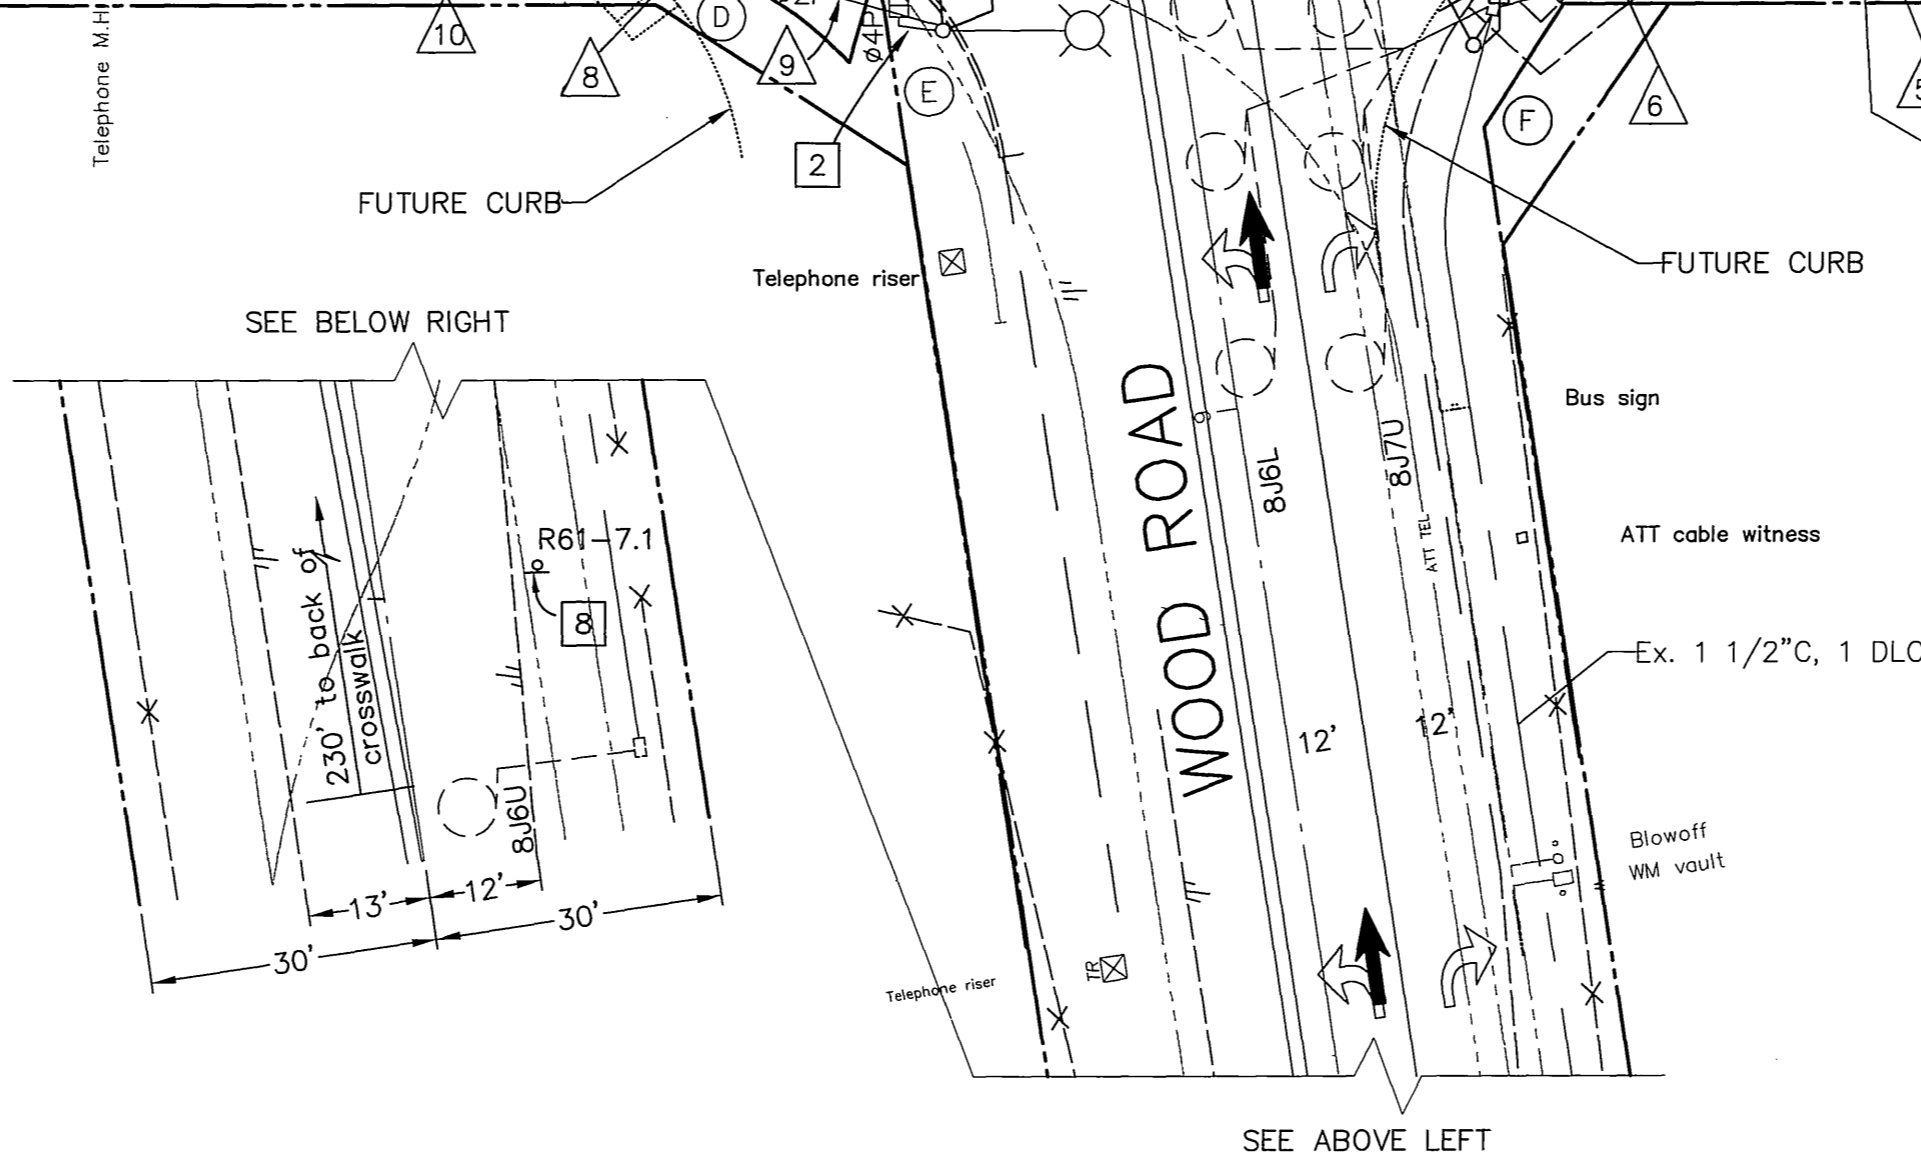 Telephone M.H
10
8
D
9
ø4P
E
2
F
6
5
FUTURE CURB
FUTURE CURB
Telephone riser
SEE BELOW RIGHT
Bus sign
WOOD ROAD
8J6L
8J7U
ATT TEL
ATT cable witness
R61-7.1
8
230' to back of
crosswalk
Ex. 1 1/2"C, 1 DLC
12'
12'
8J6U
Blowoff
WM vault
13'
12'
30'
30'
TR
Telephone riser
SEE ABOVE LEFT